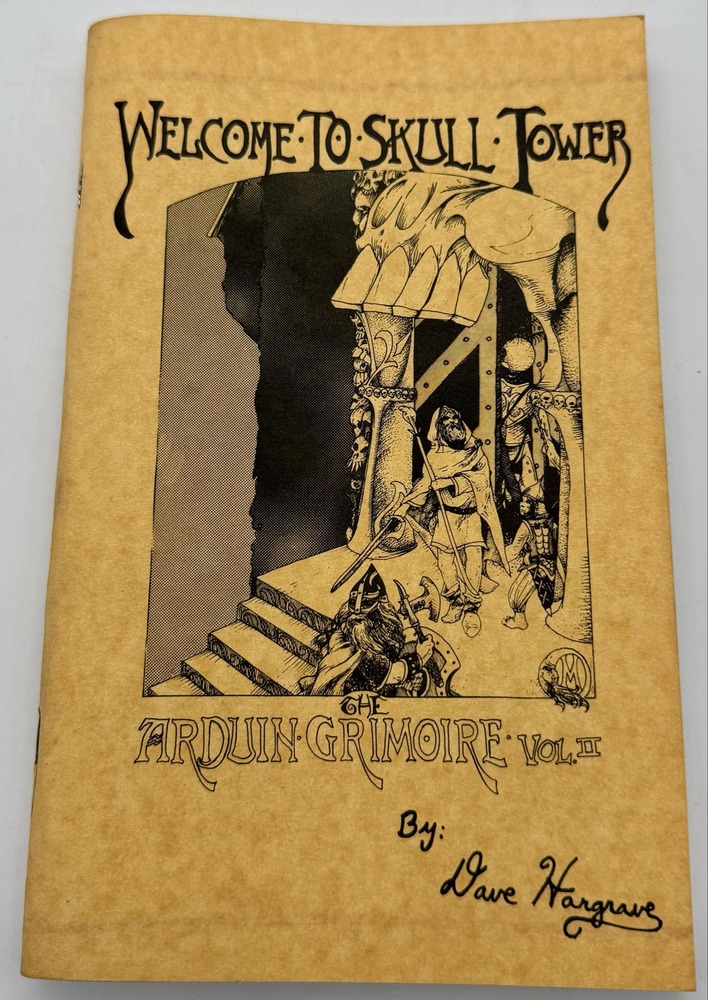 WELCOME·TO·SKULL·TOWER
THE
ARDUIN·GRIMOIRE·VOL.II
By:
Dave Hargrave